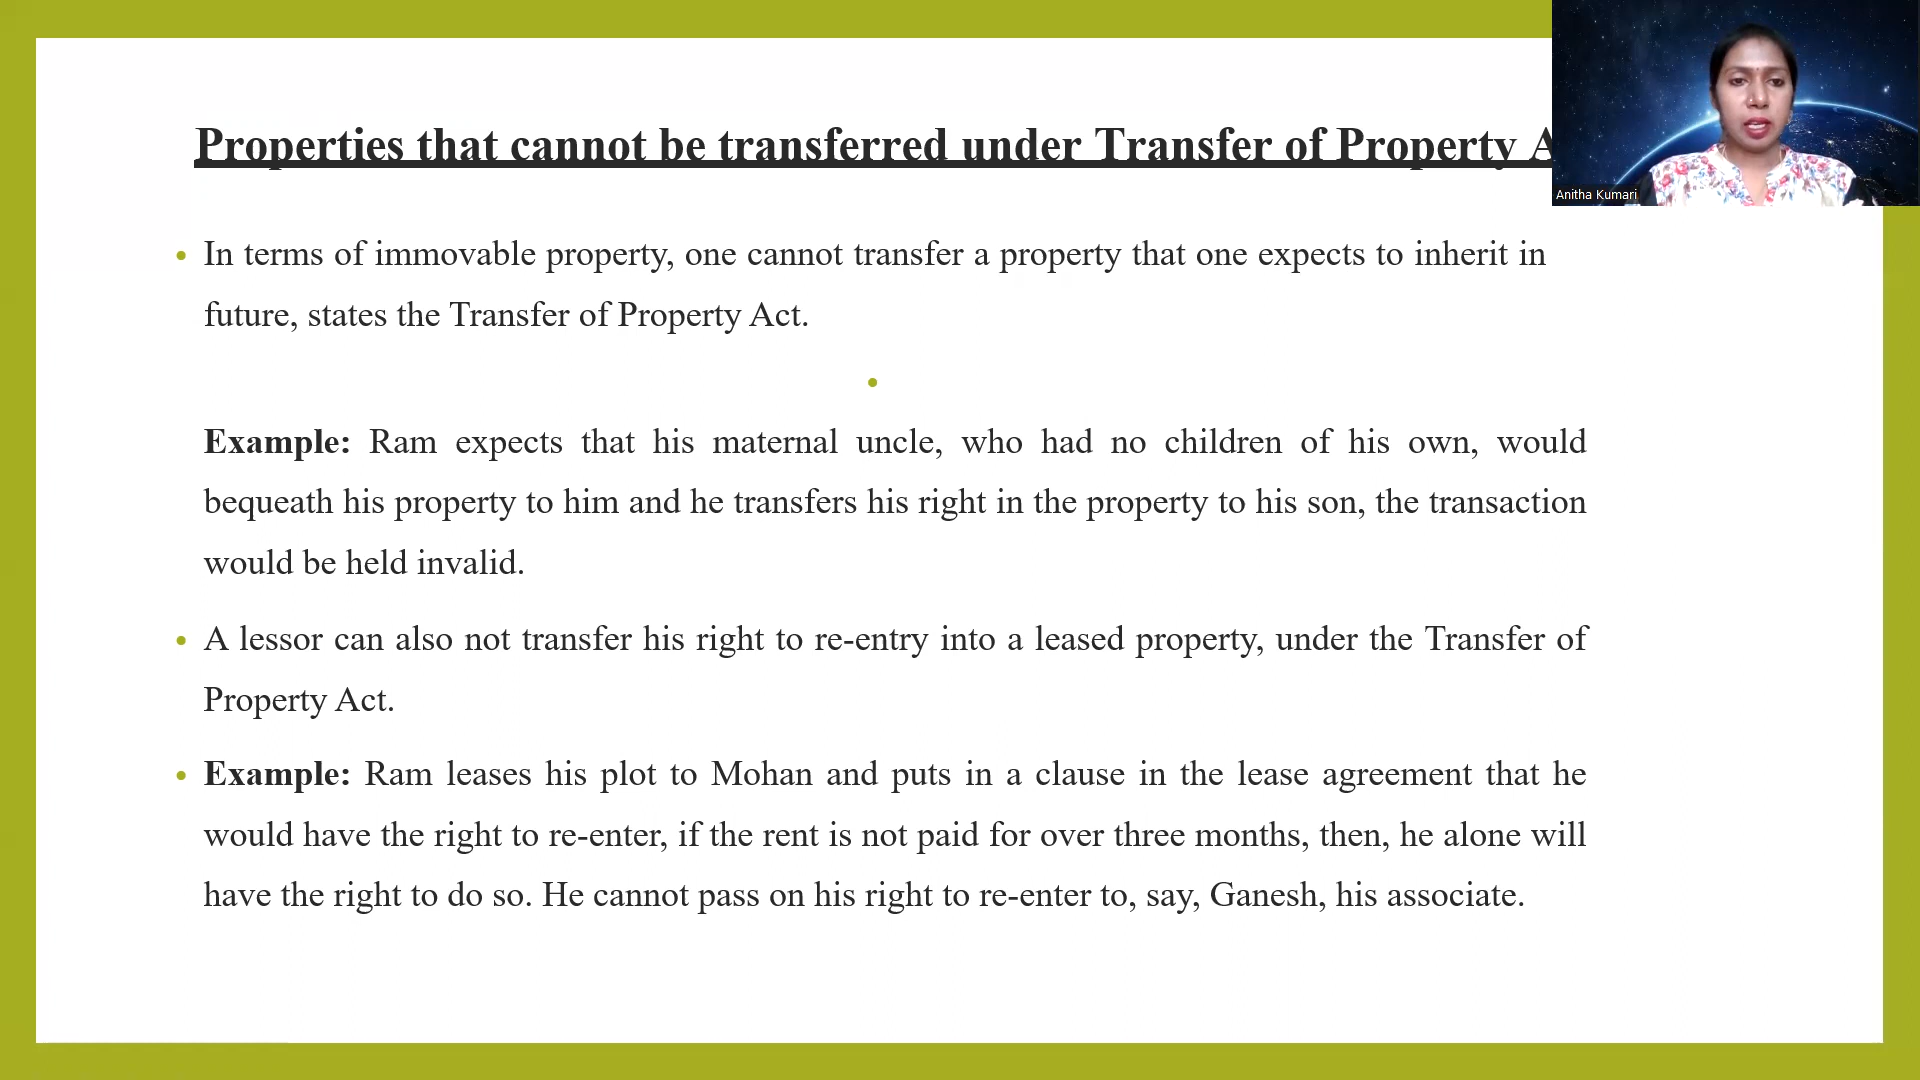 Properties that cannot be transferred under Transfer of Property A
Anitha Kumari
• In terms of immovable property, one cannot transfer a property that one expects to inherit in
future, states the Transfer of Property Act.
•
Example: Ram expects that his maternal uncle, who had no children of his own, would
bequeath his property to him and he transfers his right in the property to his son, the transaction
would be held invalid.
• A lessor can also not transfer his right to re-entry into a leased property, under the Transfer of
Property Act.
• Example: Ram leases his plot to Mohan and puts in a clause in the lease agreement that he
would have the right to re-enter, if the rent is not paid for over three months, then, he alone will
have the right to do so. He cannot pass on his right to re-enter to, say, Ganesh, his associate.